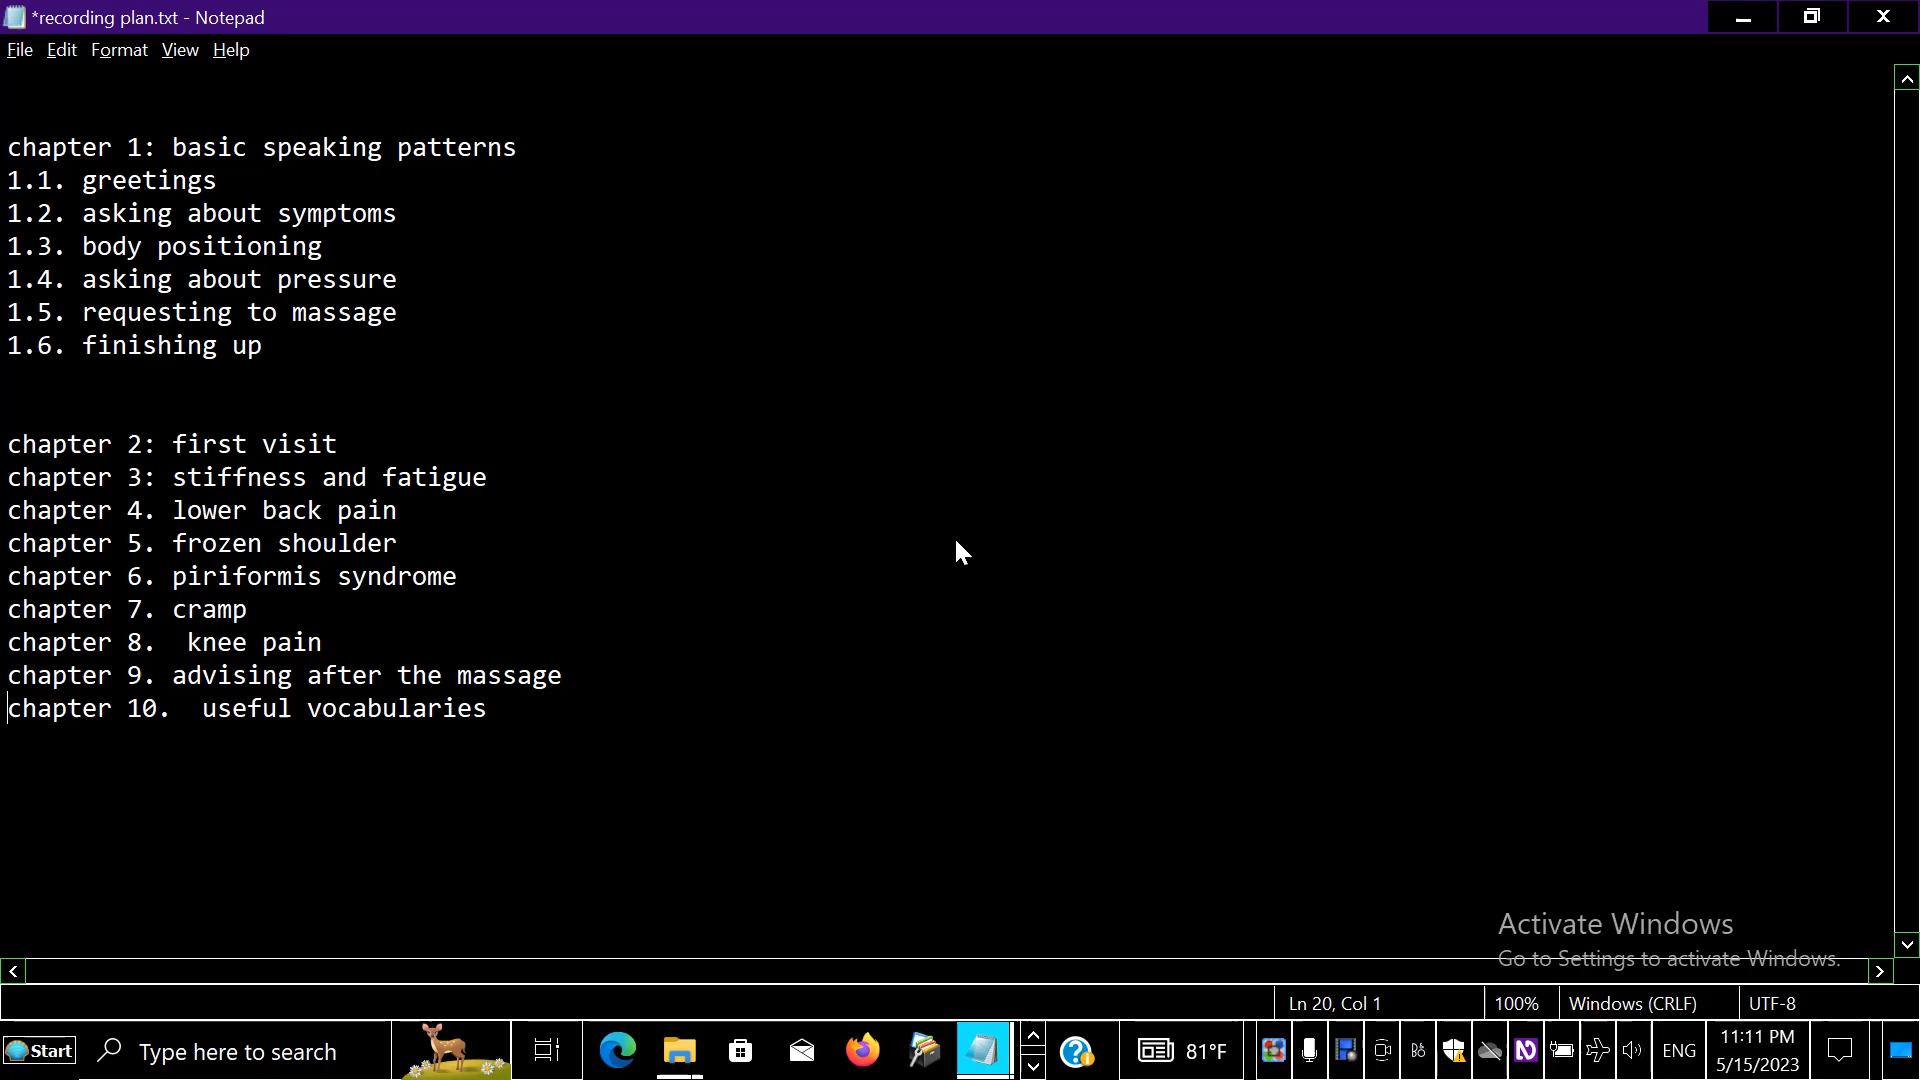 *recording plan.txt - Notepad
File Edit Format View Help
chapter 1: basic speaking patterns
1.1. greetings
1.2. asking about symptoms
1.3. body positioning
1.4. asking about pressure
1.5. requesting to massage
1.6. finishing up
chapter 2: first visit
chapter 3: stiffness and fatigue
chapter 4. lower back pain
chapter 5. frozen shoulder
chapter 6. piriformis syndrome
chapter 7. cramp
chapter 8.  knee pain
chapter 9. advising after the massage
chapter 10.  useful vocabularies
Activate Windows
Go to Settings to activate Windows.
Ln 20, Col 1 100% Windows (CRLF) UTF-8
Start Type here to search 81°F ENG 11:11 PM
5/15/2023